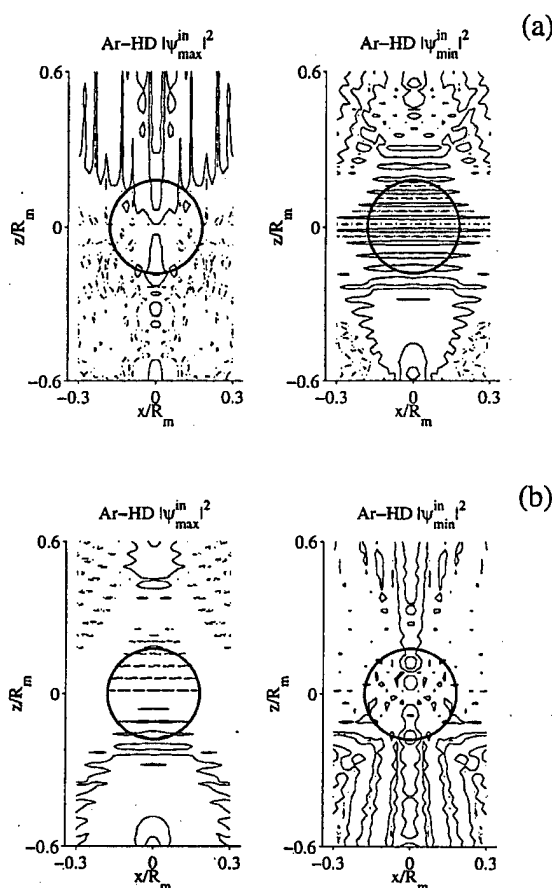 (a)
Ar-HD |ψ^in_max|^2
Ar-HD |ψ^in_min|^2
0.6
0.6
z/R_m
0
z/R_m
0
-0.6
-0.6
-0.3
0
0.3
-0.3
0
0.3
x/R_m
x/R_m
(b)
Ar-HD |ψ^in_max|^2
Ar-HD |ψ^in_min|^2
0.6
0.6
z/R_m
0
z/R_m
0
-0.6
-0.6
-0.3
0
0.3
-0.3
0
0.3
x/R_m
x/R_m